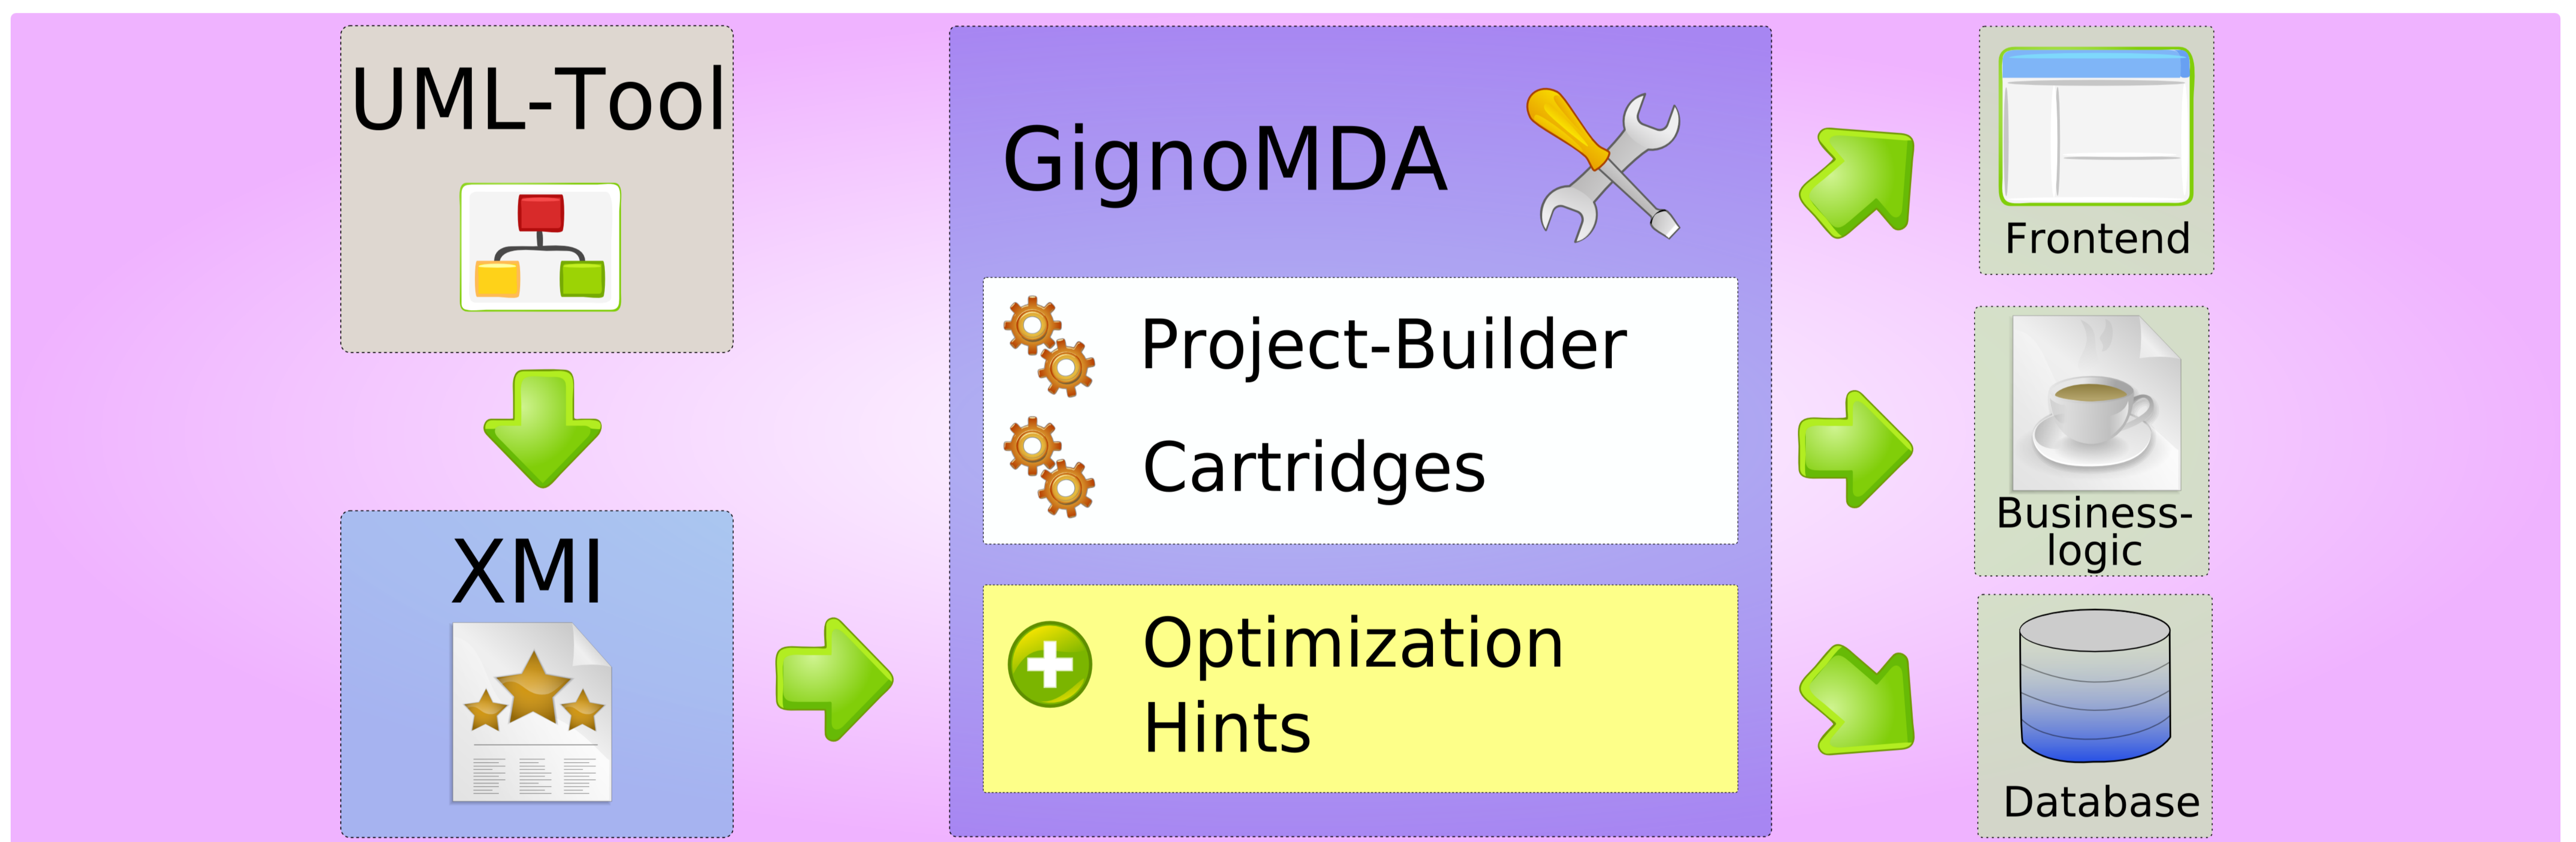 UML-Tool
XMI
GignoMDA
Project-Builder
Cartridges
Optimization
Hints
Frontend
Business-
logic
Database